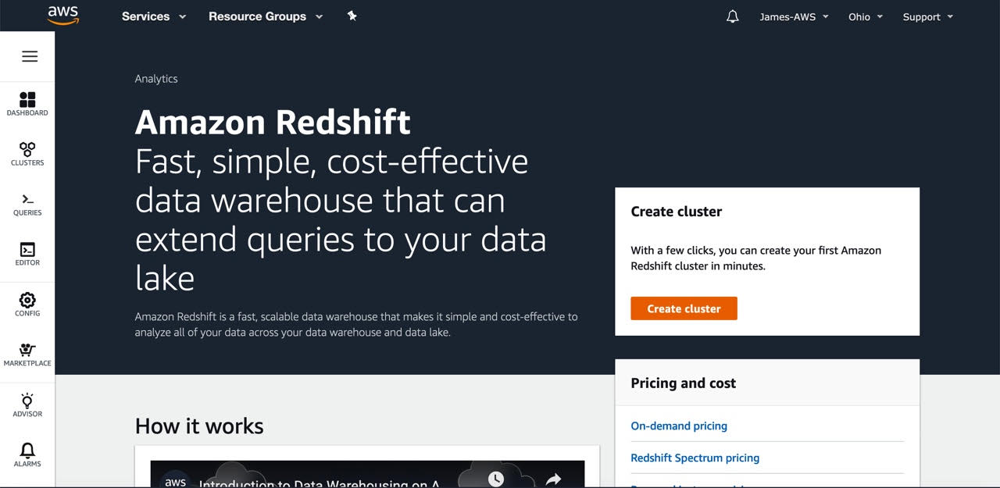 aws
Services
Resource Groups
James-AWS
Ohio
Support
DASHBOARD
CLUSTERS
QUERIES
EDITOR
CONFIG
MARKETPLACE
ADVISOR
ALARMS
Analytics
Amazon Redshift
Fast, simple, cost-effective
data warehouse that can
extend queries to your data
lake
Amazon Redshift is a fast, scalable data warehouse that makes it simple and cost-effective to
analyze all of your data across your data warehouse and data lake.
Create cluster
With a few clicks, you can create your first Amazon
Redshift cluster in minutes.
Create cluster
Pricing and cost
On-demand pricing
Redshift Spectrum pricing
How it works
aws
Introduction to Data Warehousing on A